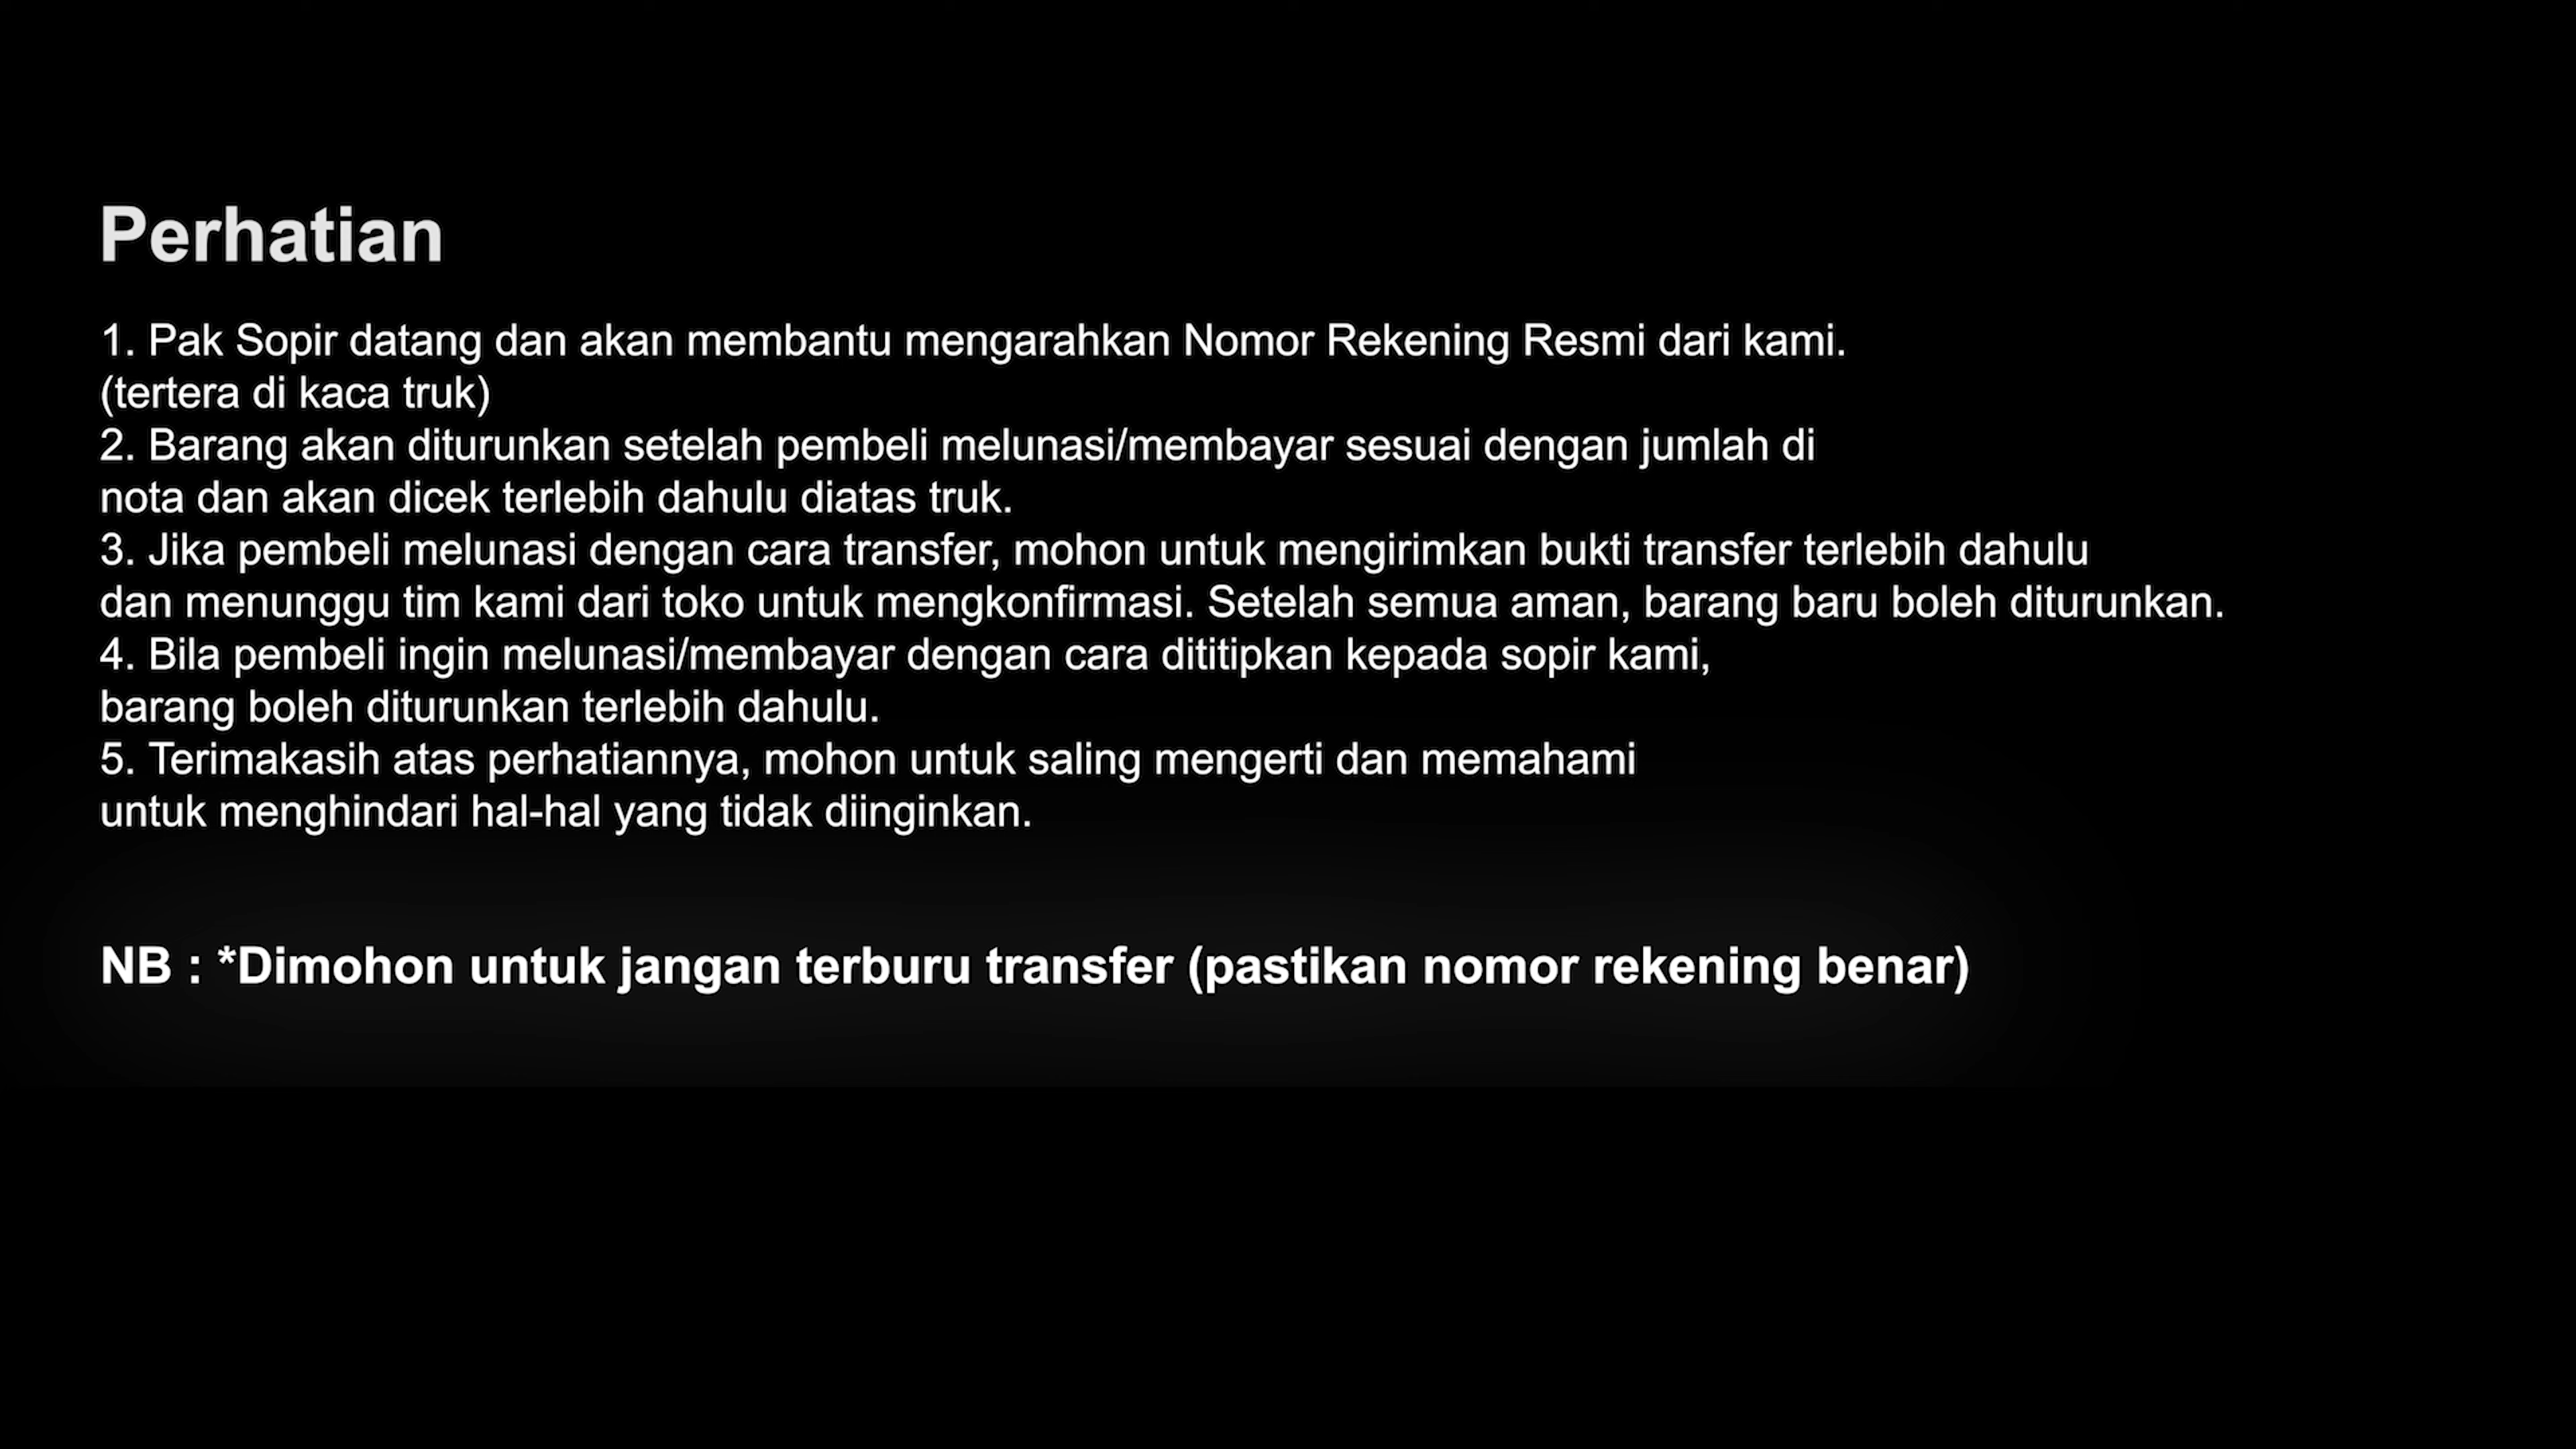 Perhatian
1. Pak Sopir datang dan akan membantu mengarahkan Nomor Rekening Resmi dari kami.
(tertera di kaca truk)
2. Barang akan diturunkan setelah pembeli melunasi/membayar sesuai dengan jumlah di
nota dan akan dicek terlebih dahulu diatas truk.
3. Jika pembeli melunasi dengan cara transfer, mohon untuk mengirimkan bukti transfer terlebih dahulu
dan menunggu tim kami dari toko untuk mengkonfirmasi. Setelah semua aman, barang baru boleh diturunkan.
4. Bila pembeli ingin melunasi/membayar dengan cara dititipkan kepada sopir kami,
barang boleh diturunkan terlebih dahulu.
5. Terimakasih atas perhatiannya, mohon untuk saling mengerti dan memahami
untuk menghindari hal-hal yang tidak diinginkan.
NB : *Dimohon untuk jangan terburu transfer (pastikan nomor rekening benar)